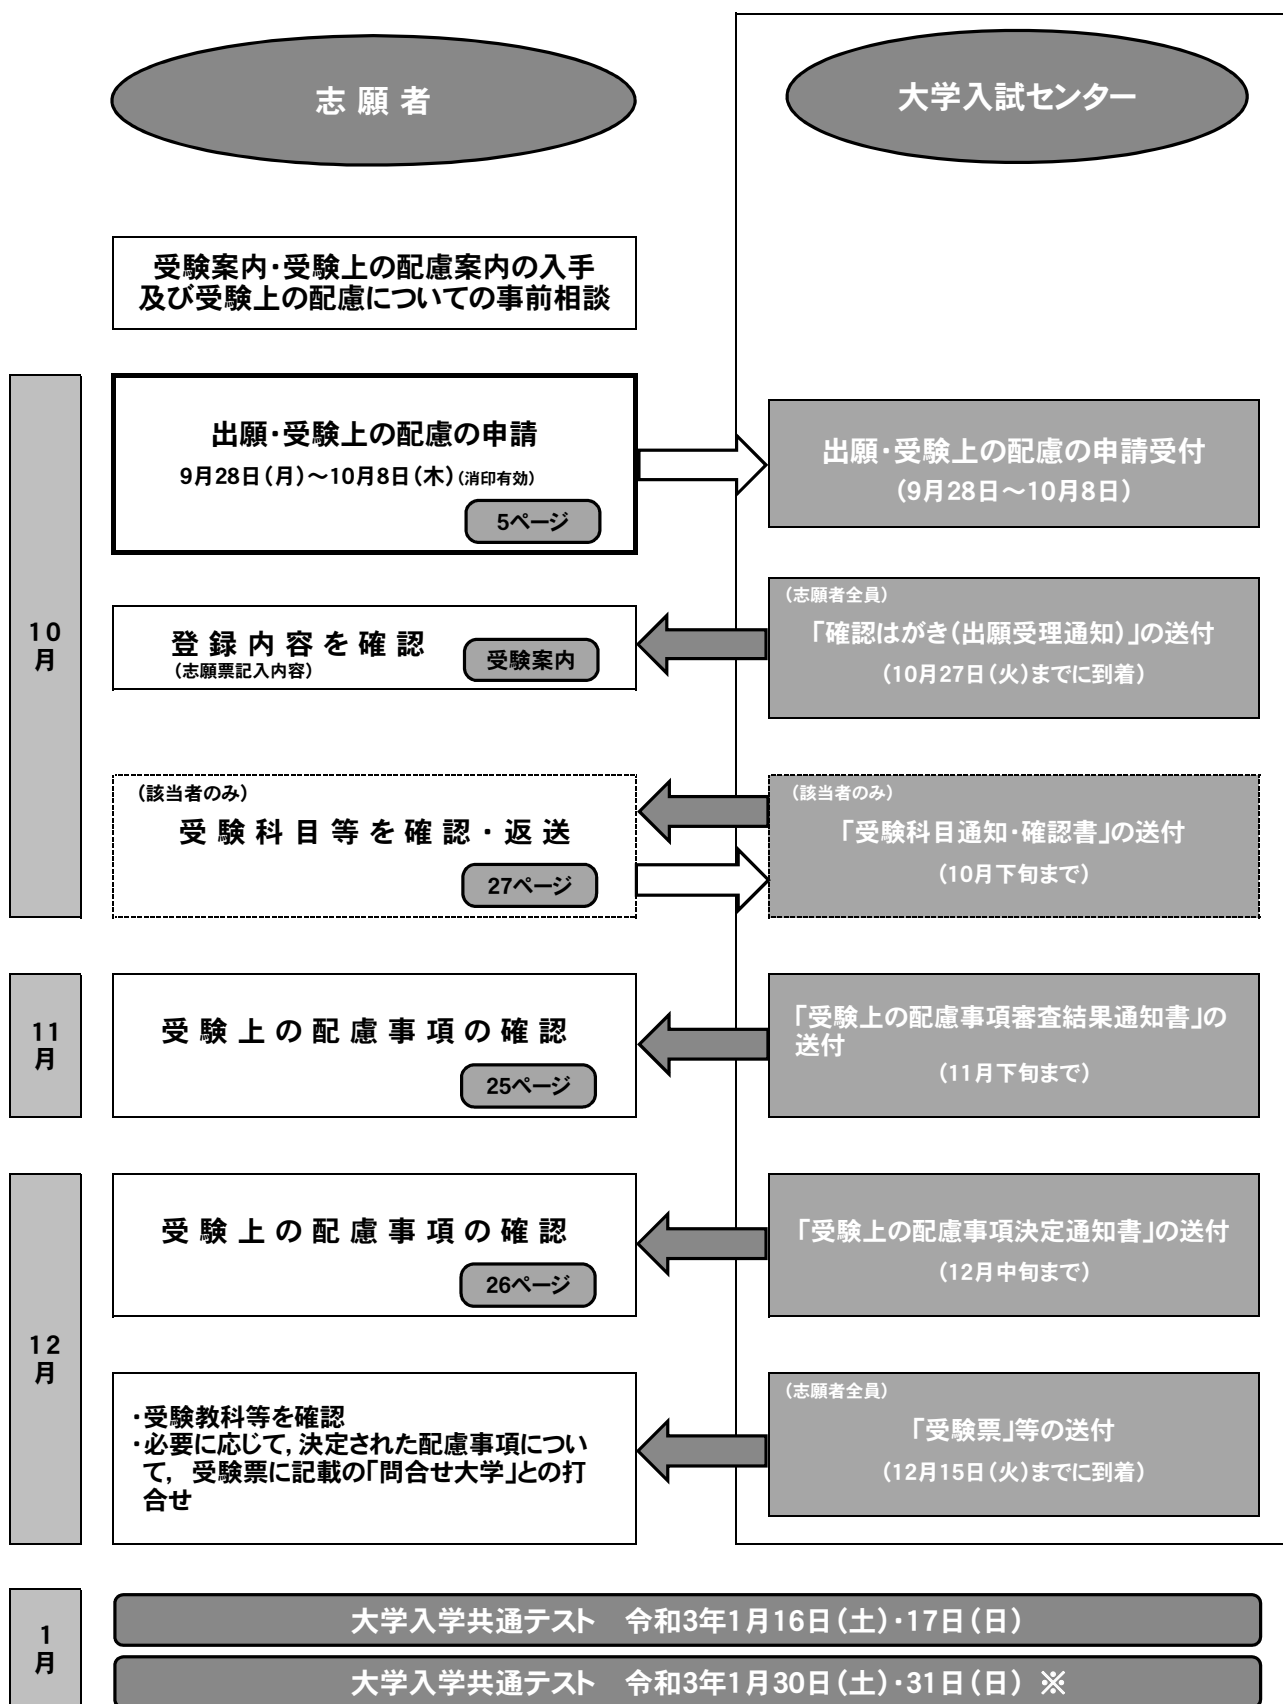 志願者
大学入試センター
受験案内・受験上の配慮案内の入手
及び受験上の配慮についての事前相談
10
月
出願・受験上の配慮の申請
9月28日（月）～10月8日（木）（消印有効）
5ページ
出願・受験上の配慮の申請受付
（9月28日～10月8日）
登録内容を確認
（志願票記入内容）
受験案内
（志願者全員）
「確認はがき（出願受理通知）」の送付
（10月27日（火）までに到着）
（該当者のみ）
受験科目等を確認・返送
27ページ
（該当者のみ）
「受験科目通知・確認書」の送付
（10月下旬まで）
11
月
受験上の配慮事項の確認
25ページ
「受験上の配慮事項審査結果通知書」の
送付
（11月下旬まで）
12
月
受験上の配慮事項の確認
26ページ
「受験上の配慮事項決定通知書」の送付
（12月中旬まで）
・受験教科等を確認
・必要に応じて，決定された配慮事項につい
て，受験票に記載の「問合せ大学」との打
合せ
（志願者全員）
「受験票」等の送付
（12月15日（火）までに到着）
1
月
大学入学共通テスト　令和3年1月16日（土）・17日（日）
大学入学共通テスト　令和3年1月30日（土）・31日（日）※